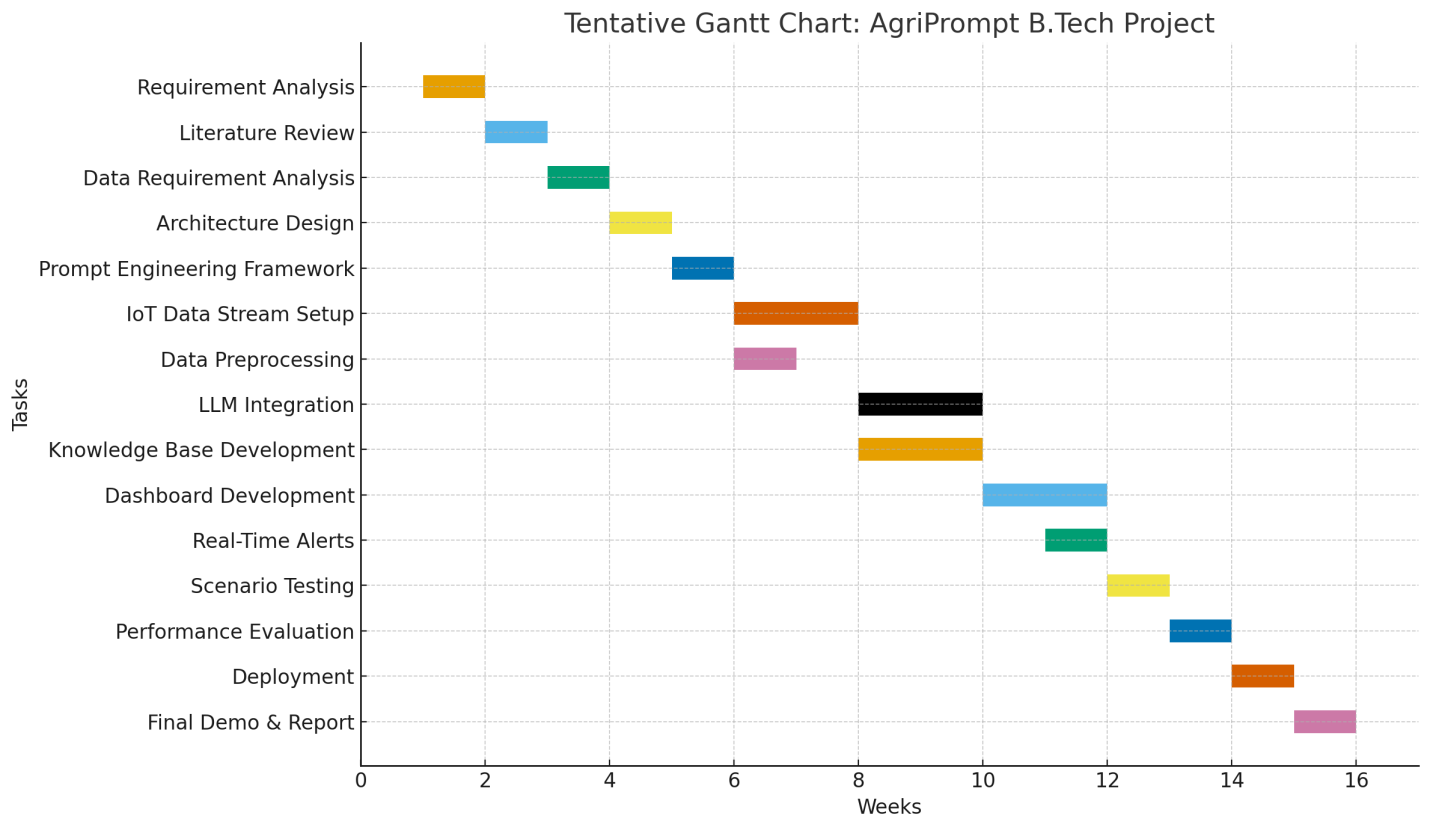 Tentative Gantt Chart: AgriPrompt B.Tech Project
Requirement Analysis
Literature Review
Data Requirement Analysis
Architecture Design
Prompt Engineering Framework
IoT Data Stream Setup
Data Preprocessing
LLM Integration
Knowledge Base Development
Dashboard Development
Real-Time Alerts
Scenario Testing
Performance Evaluation
Deployment
Final Demo & Report
Tasks
0 2 4 6 8 10 12 14 16
Weeks